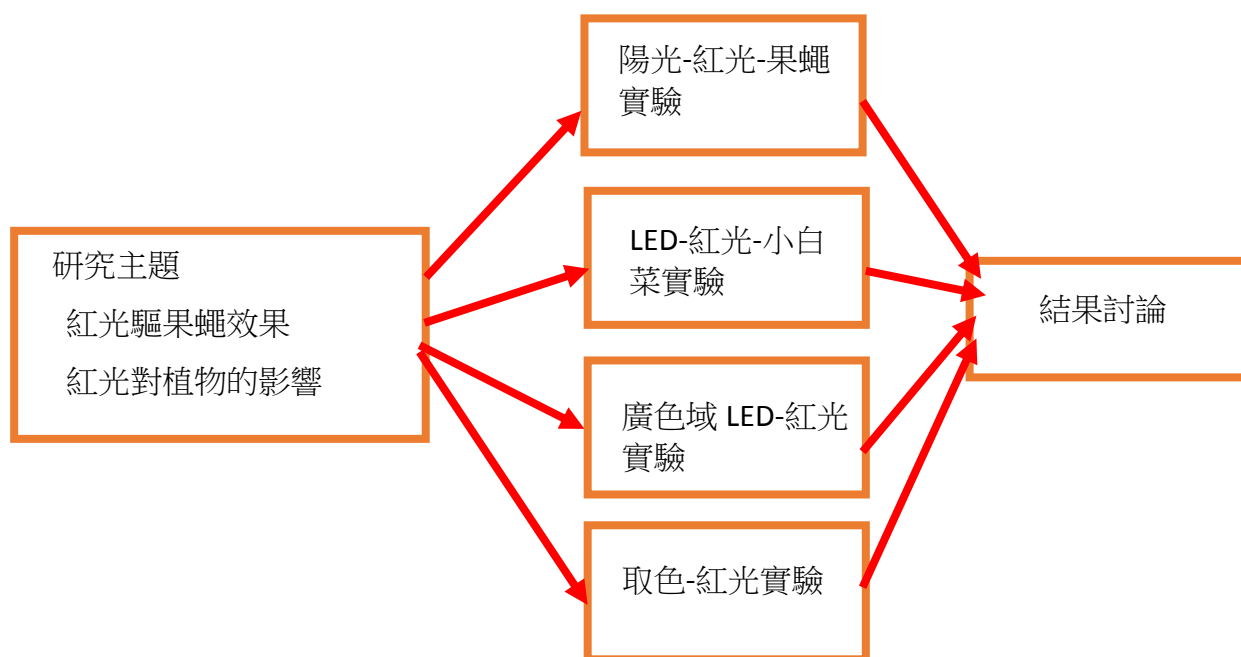 研究主題
紅光驅果蠅效果
紅光對植物的影響
陽光-紅光-果蠅
實驗
LED-紅光-小白
菜實驗
廣色域 LED-紅光
實驗
取色-紅光實驗
結果討論